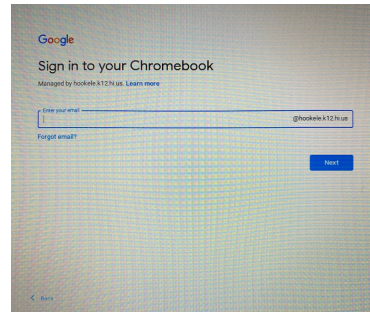 Google
Sign in to your Chromebook
Managed by hookele.k12.hi.us. Learn more
Enter your email
@hookele.k12.hi.us
Forgot email?
Next
Back